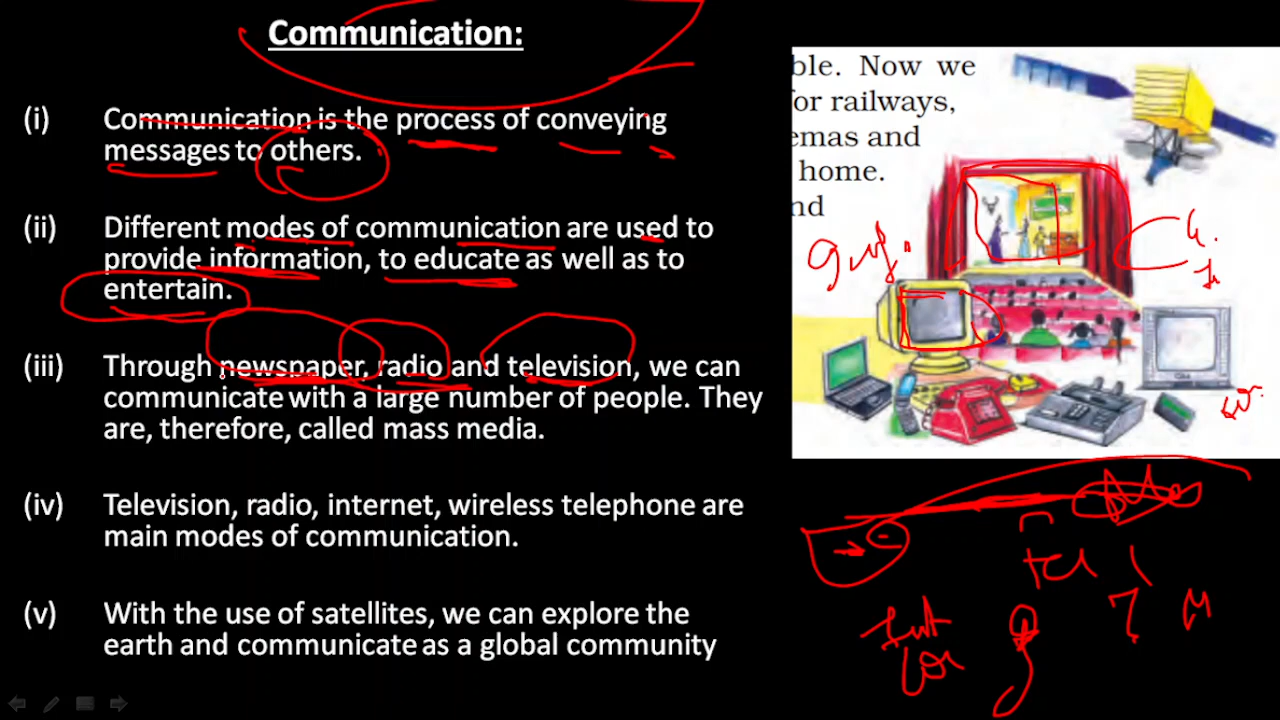 Communication:
(i) Communication is the process of conveying
messages to others.
(ii) Different modes of communication are used to
provide information, to educate as well as to
entertain.
(iii) Through newspaper, radio and television, we can
communicate with a large number of people. They
are, therefore, called mass media.
(iv) Television, radio, internet, wireless telephone are
main modes of communication.
(v) With the use of satellites, we can explore the
earth and communicate as a global community
ble. Now we
for railways,
emas and
home.
nd